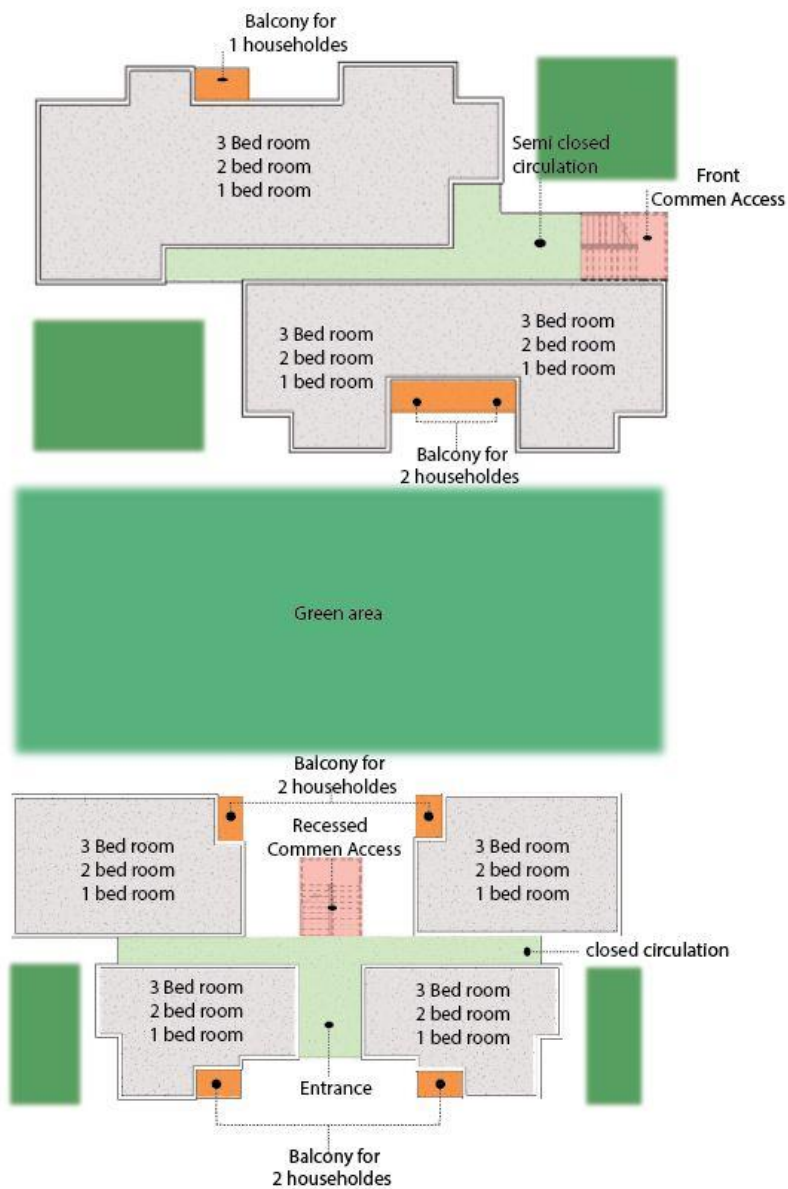 Balcony for
1 householdes
3 Bed room
2 bed room
1 bed room
Semi closed
circulation
Front
Commen Access
3 Bed room
2 bed room
1 bed room
3 Bed room
2 bed room
1 bed room
Balcony for
2 householdes
Green area
Balcony for
2 householdes
Recessed
Commen Access
3 Bed room
2 bed room
1 bed room
3 Bed room
2 bed room
1 bed room
closed circulation
3 Bed room
2 bed room
1 bed room
3 Bed room
2 bed room
1 bed room
Entrance
Balcony for
2 householdes